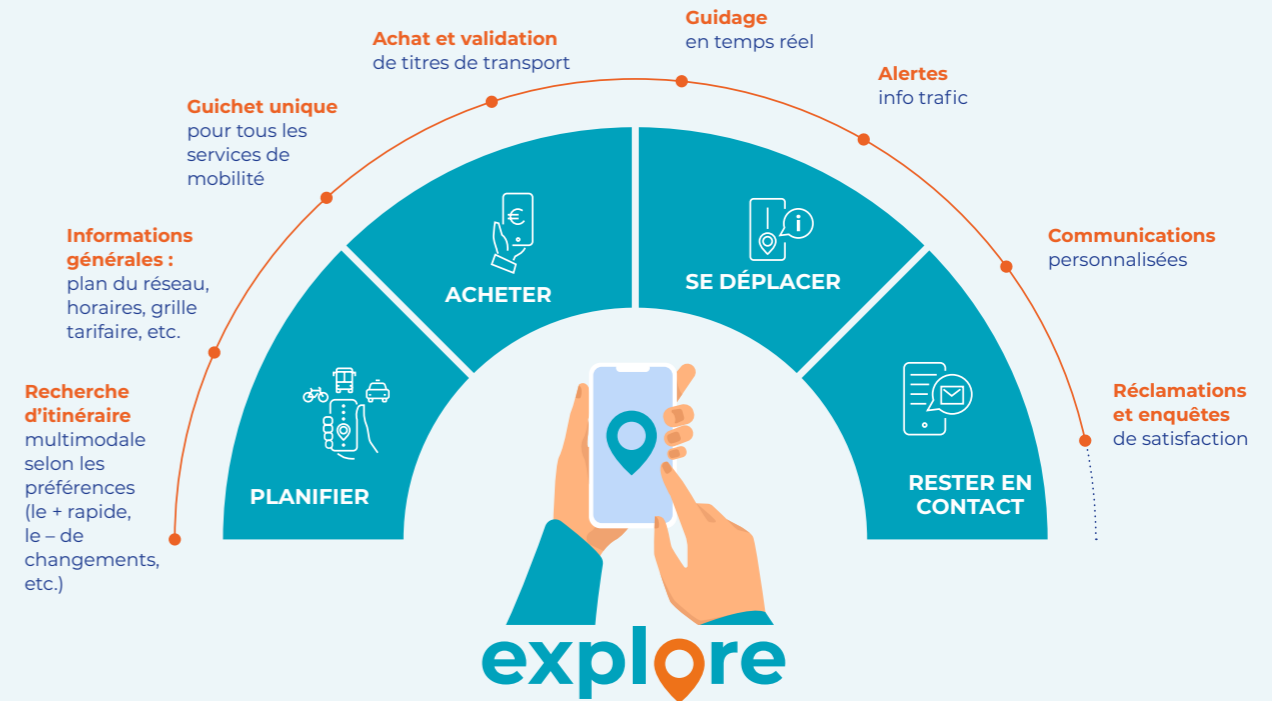 Guidage
en temps réel
Achat et validation
de titres de transport
Alertes
info trafic
Guichet unique
pour tous les
services de
mobilité
Informations
générales :
plan du réseau,
horaires, grille
tarifaire, etc.
Communications
personnalisées
Recherche
d'itinéraire
multimodale
selon les
préférences
(le + rapide,
le – de
changements,
etc.)
Réclamations
et enquêtes
de satisfaction
PLANIFIER
€
ACHETER
i
SE DÉPLACER
RESTER EN
CONTACT
explore